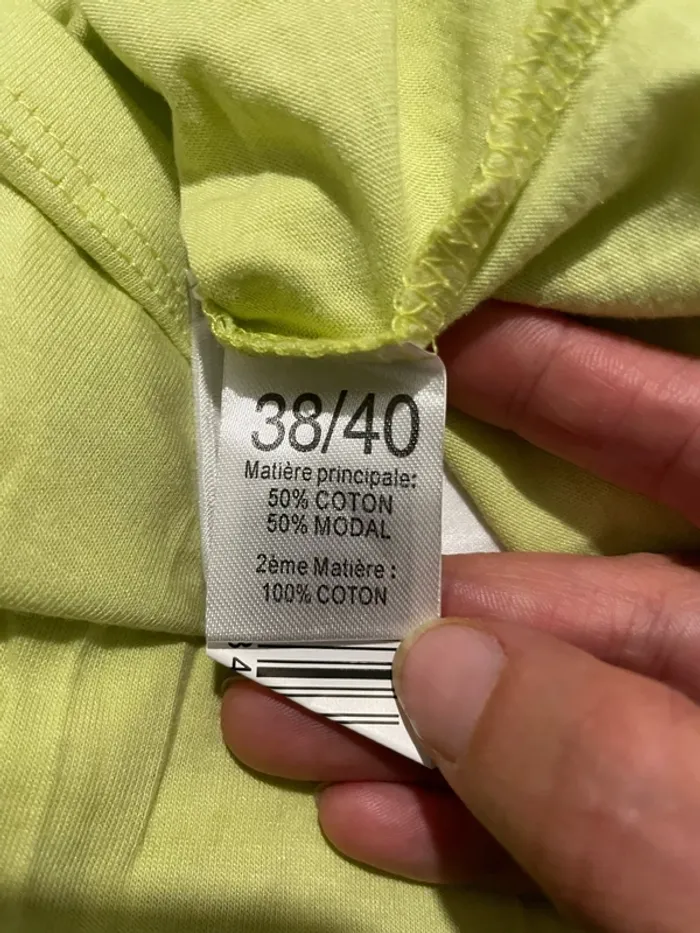 38/40
Matière principale:
50% COTON
50% MODAL
2ème Matière :
100% COTON